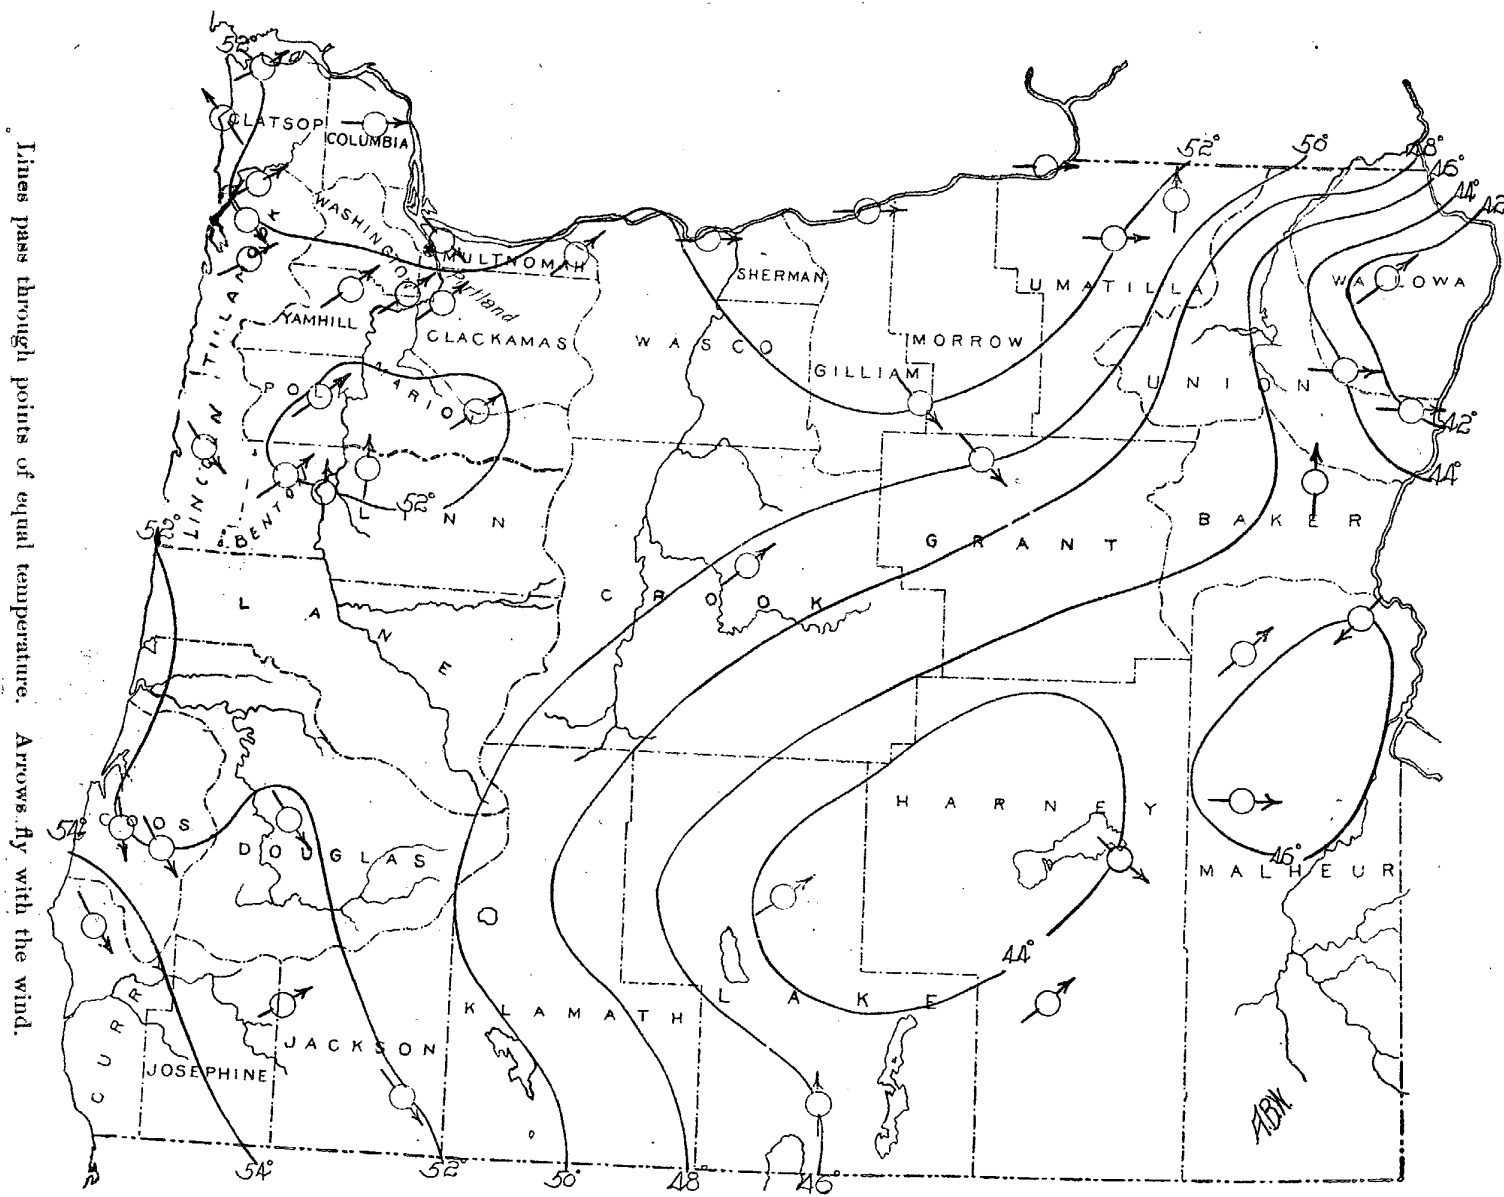 Lines pass through points of equal temperature. Arrows fly with the wind.
52°
CLATSOP
COLUMBIA
52°
50°
48°
46°
44°
42
WASHINGTON
MULTNOMAH
Portland
TILLAMOOK
SHERMAN
UMATILLA
WALLOWA
YAMHILL
CLACKAMAS
WASCO
MORROW
GILLIAM
UNION
POLK
MARION
42°
44°
LINCOLN
BENTON
52°
LINN
52°
GRANT
BAKER
CROOK
LANE
54°
COOS
DOUGLAS
HARNEY
46°
MALHEUR
44°
LAKE
KLAMATH
CURRY
JACKSON
JOSEPHINE
A.B.W.
54°
52°
50°
48°
46°